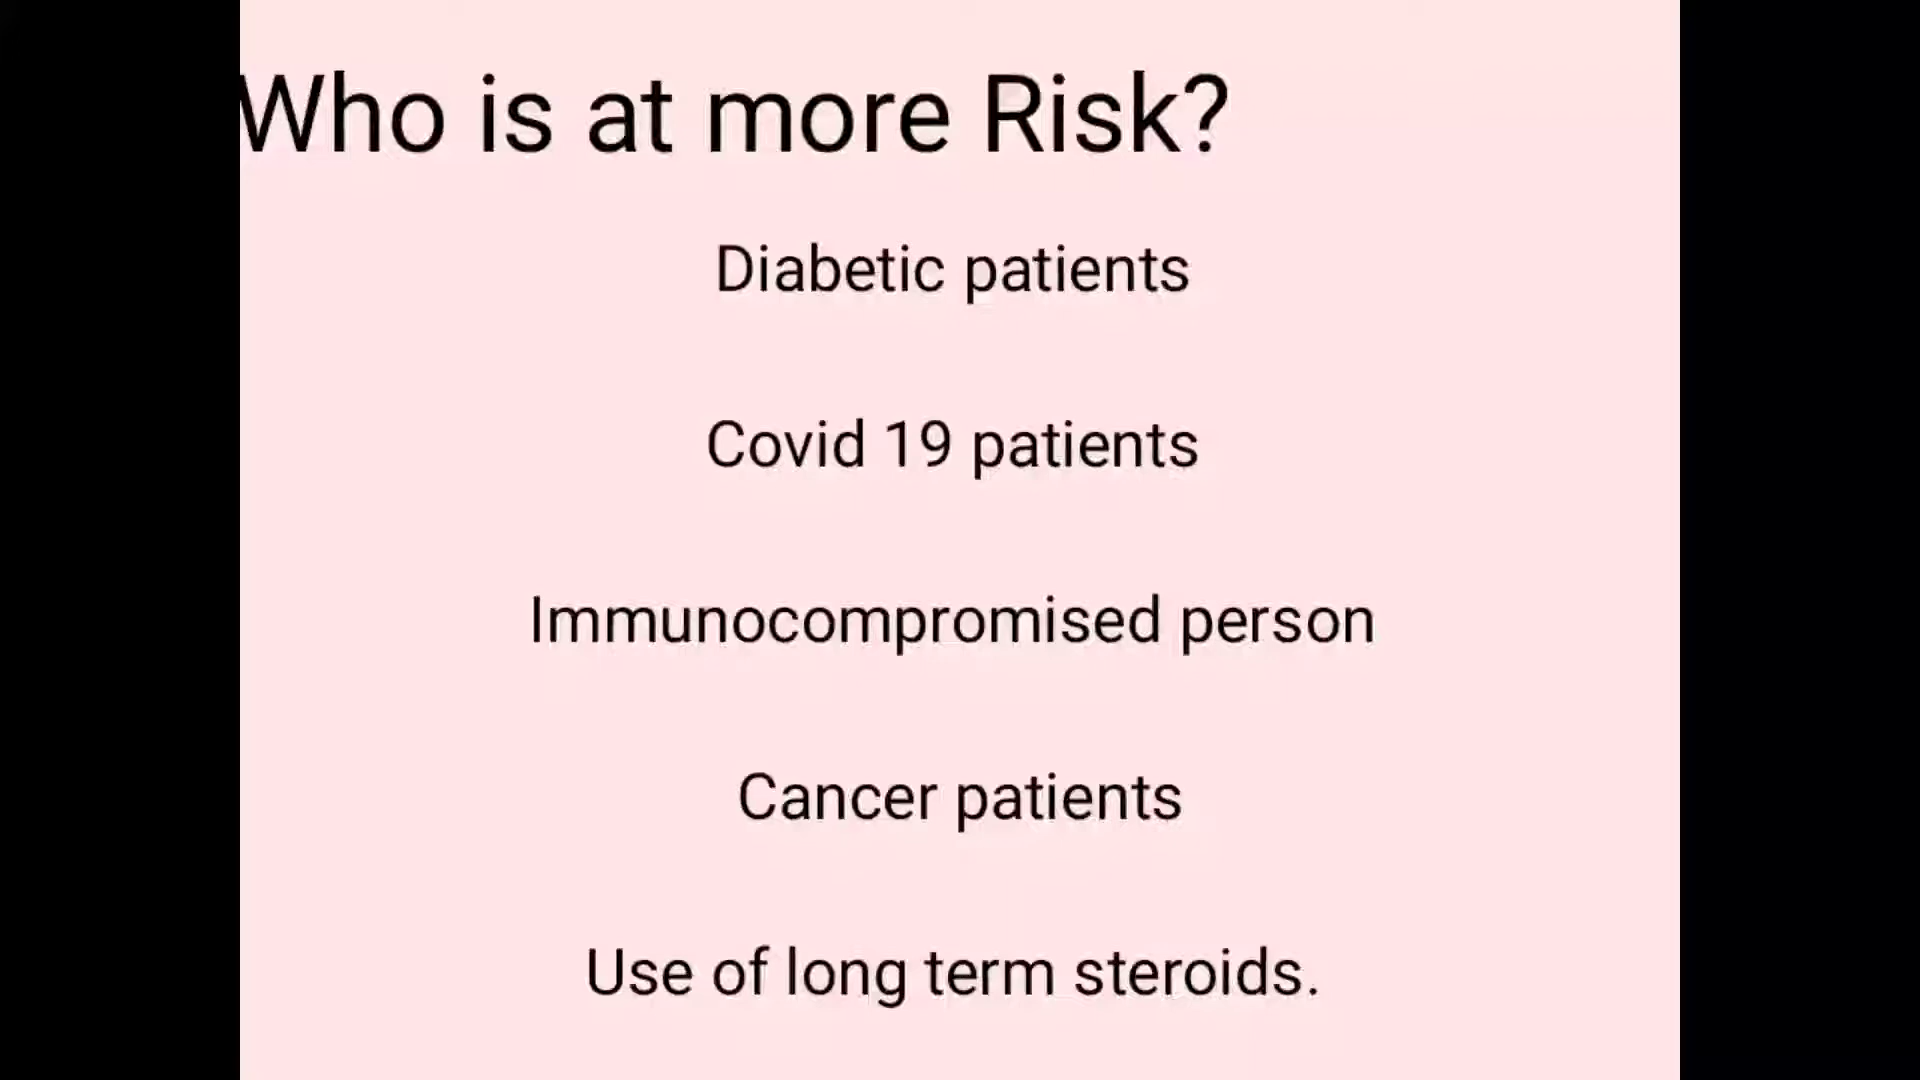 Who is at more Risk?
Diabetic patients
Covid 19 patients
Immunocompromised person
Cancer patients
Use of long term steroids.